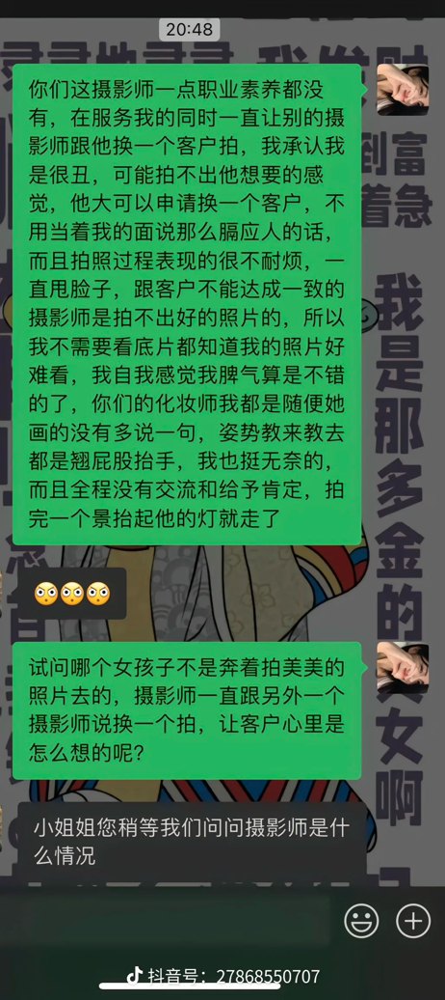 20:48
你们这摄影师一点职业素养都没
有，在服务我的同时一直让别的摄
影师跟他换一个客户拍，我承认我
是很丑，可能拍不出他想要的感
觉，他大可以申请换一个客户，不
用当着我的面说那么膈应人的话，
而且拍照过程表现的很不耐烦，一
直甩脸子，跟客户不能达成一致的
摄影师是拍不出好的照片的，所以
我不需要看底片都知道我的照片好
难看，我自我感觉我脾气算是不错
的了，你们的化妆师我都是随便她
画的没有多说一句，姿势教来教去
都是翘屁股抬手，我也挺无奈的，
而且全程没有交流和给予肯定，拍
完一个景抬起他的灯就走了
试问哪个女孩子不是奔着拍美美的
照片去的，摄影师一直跟另外一个
摄影师说换一个拍，让客户心里是
怎么想的呢？
小姐姐您稍等我们问问摄影师是什
么情况
到富
着急
我是那多金的
女啊
抖音号：27868550707